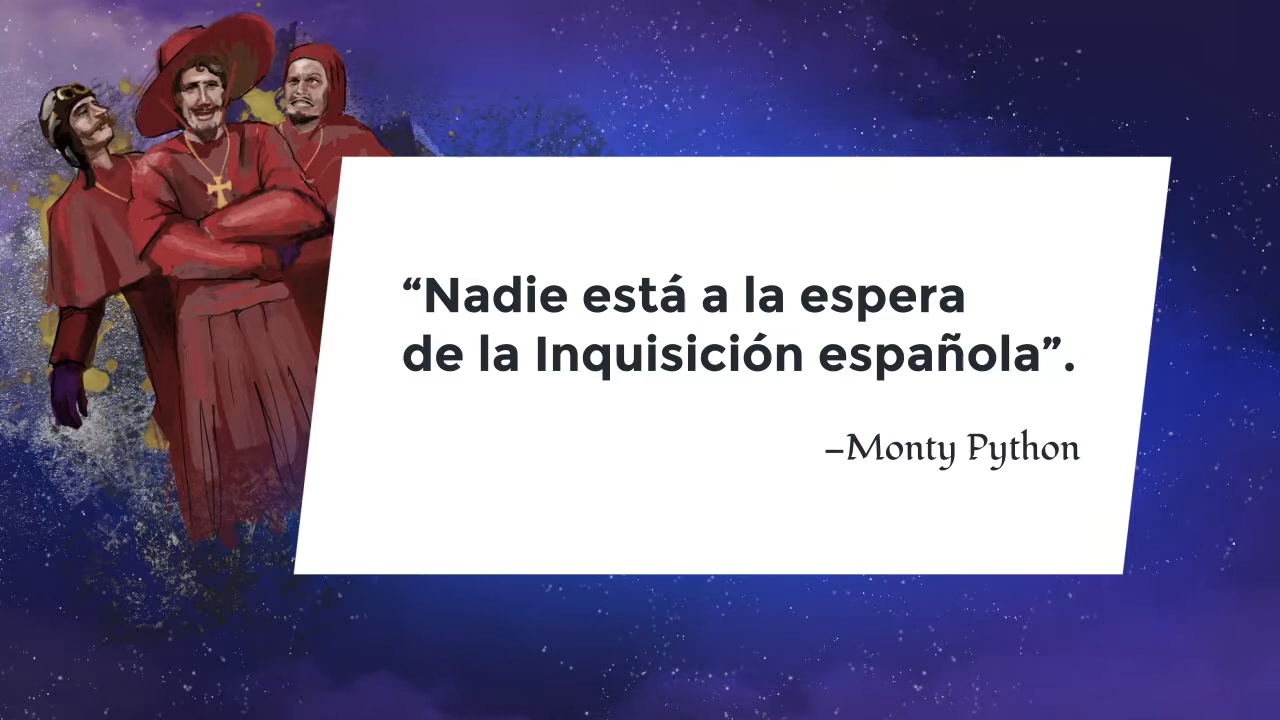 “Nadie está a la espera
de la Inquisición española”.
–Monty Python